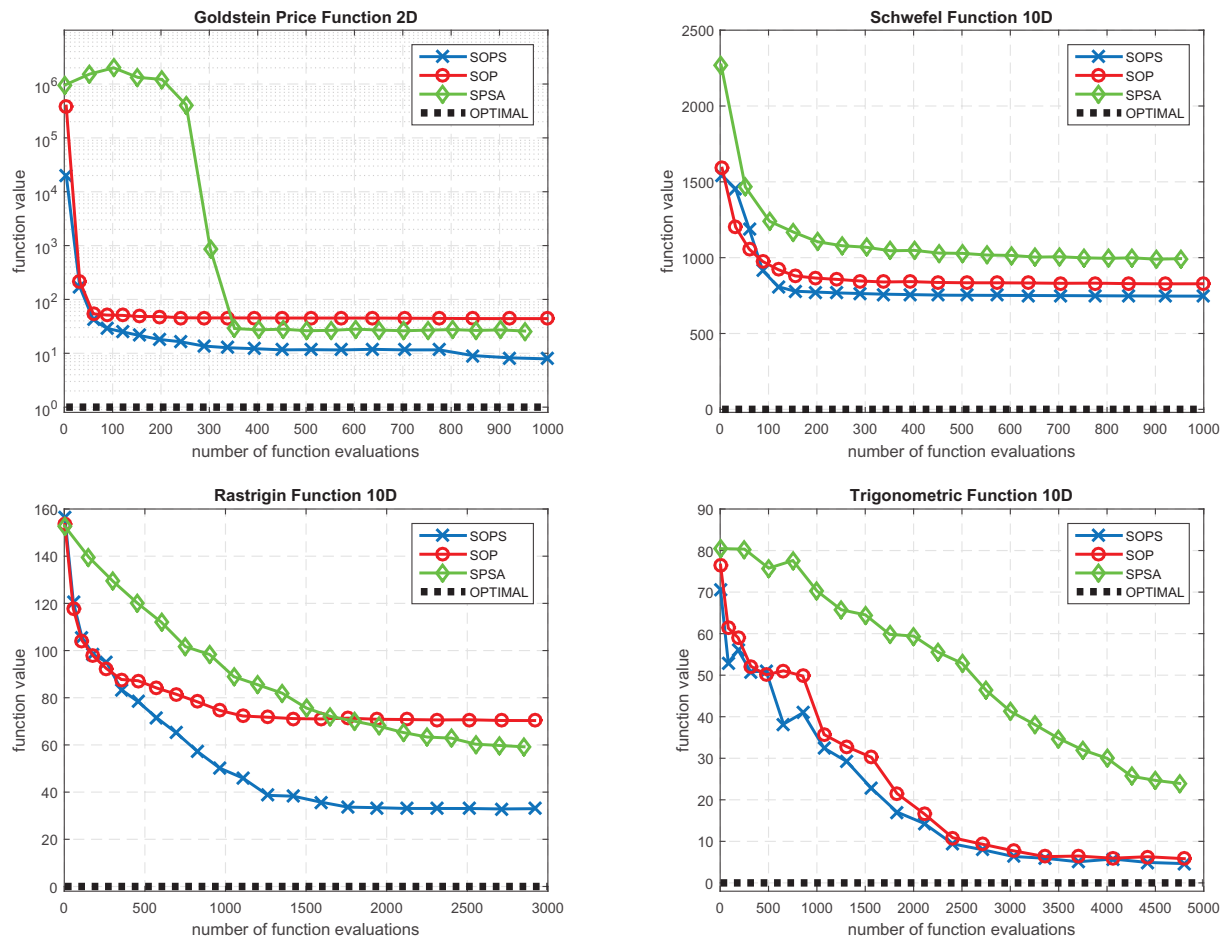 Goldstein Price Function 2D
function value
10^6
10^5
10^4
10^3
10^2
10^1
10^0
0 100 200 300 400 500 600 700 800 900 1000
number of function evaluations
SOPS
SOP
SPSA
OPTIMAL
Schwefel Function 10D
function value
2500
2000
1500
1000
500
0
0 100 200 300 400 500 600 700 800 900 1000
number of function evaluations
SOPS
SOP
SPSA
OPTIMAL
Rastrigin Function 10D
function value
160
140
120
100
80
60
40
20
0
0 500 1000 1500 2000 2500 3000
number of function evaluations
SOPS
SOP
SPSA
OPTIMAL
Trigonometric Function 10D
function value
90
80
70
60
50
40
30
20
10
0
0 500 1000 1500 2000 2500 3000 3500 4000 4500 5000
number of function evaluations
SOPS
SOP
SPSA
OPTIMAL